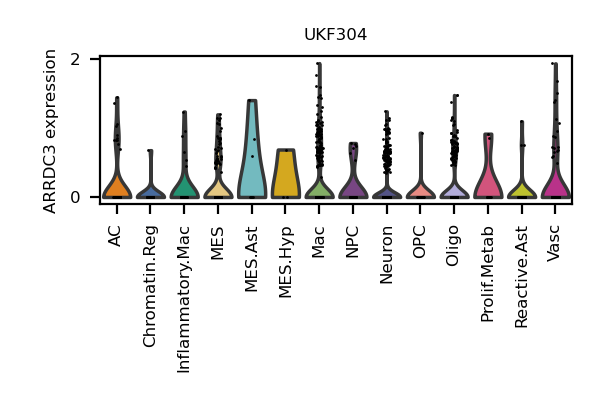 UKF304
ARRDC3 expression
2
0
AC
Chromatin.Reg
Inflammatory.Mac
MES
MES.Ast
MES.Hyp
Mac
NPC
Neuron
OPC
Oligo
Prolif.Metab
Reactive.Ast
Vasc